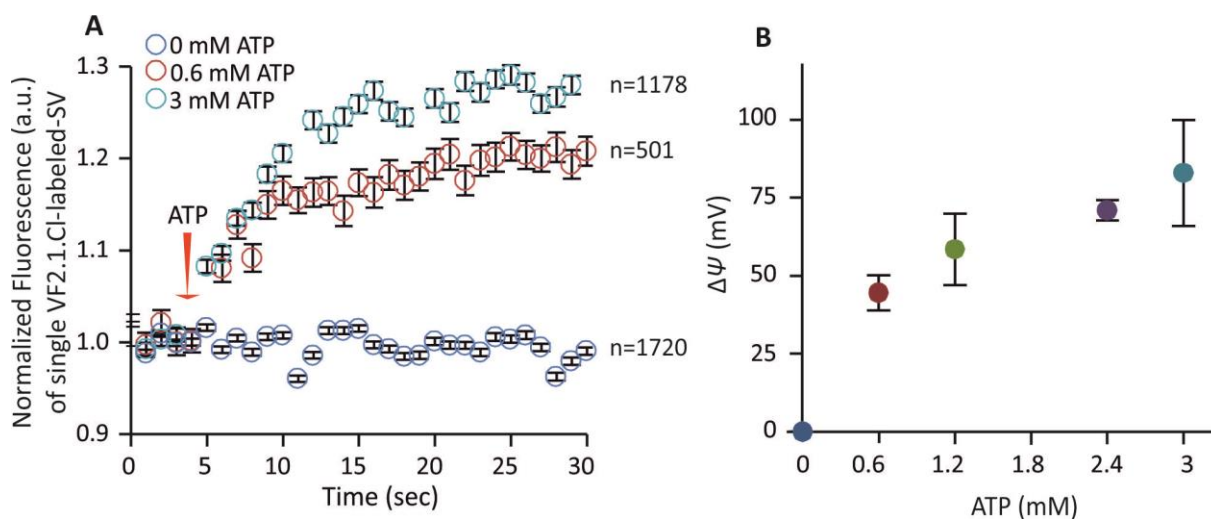 A
0 mM ATP
0.6 mM ATP
3 mM ATP
Normalized Fluorescence (a.u.)
of single VF2.1.Cl-labeled-SV
1.3
1.2
1.1
1.0
0.9
ATP
n=1178
n=501
n=1720
0 5 10 15 20 25 30
Time (sec)
B
ΔΨ (mV)
100
75
50
25
0
0 0.6 1.2 1.8 2.4 3
ATP (mM)